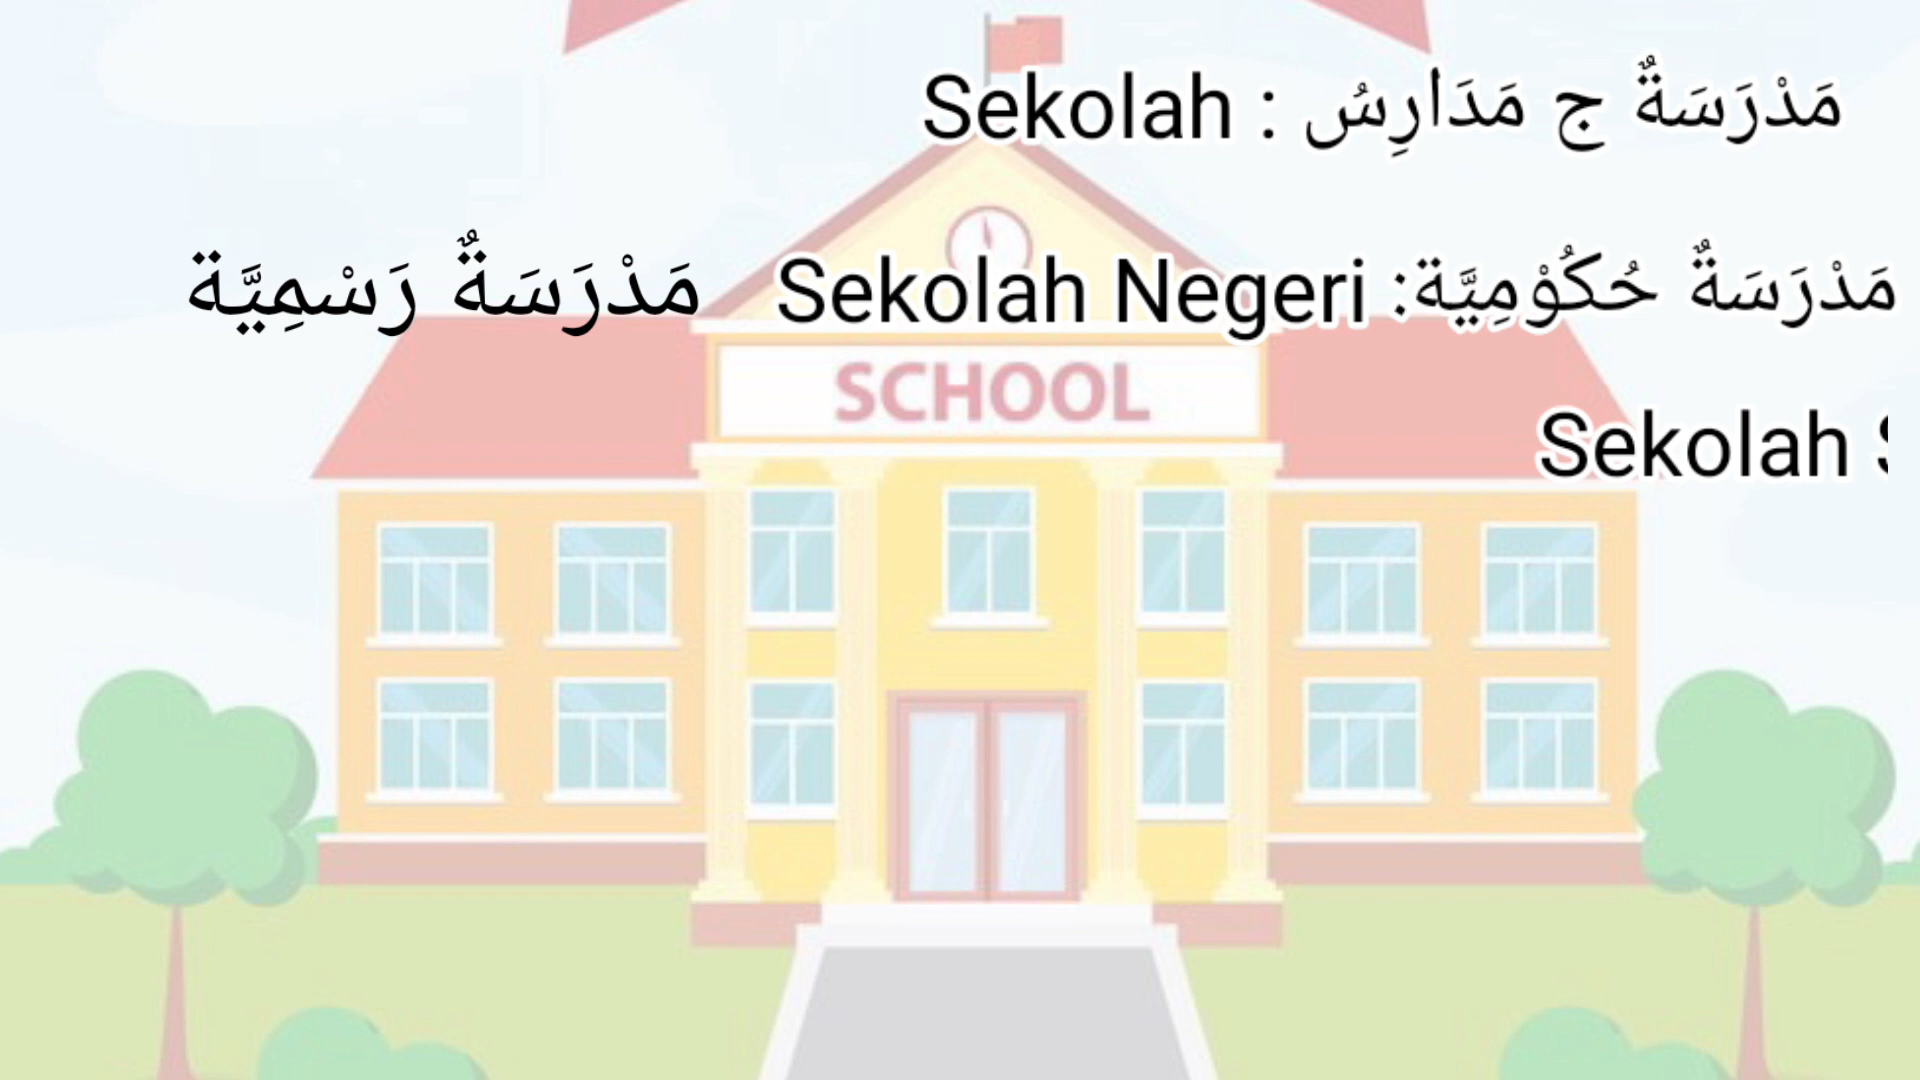 مَدْرَسَةٌ ج مَدَارِسُ : Sekolah
مَدْرَسَةٌ حُكُوْمِيَّة: Sekolah Negeri مَدْرَسَةٌ رَسْمِيَّة
SCHOOL
Sekolah